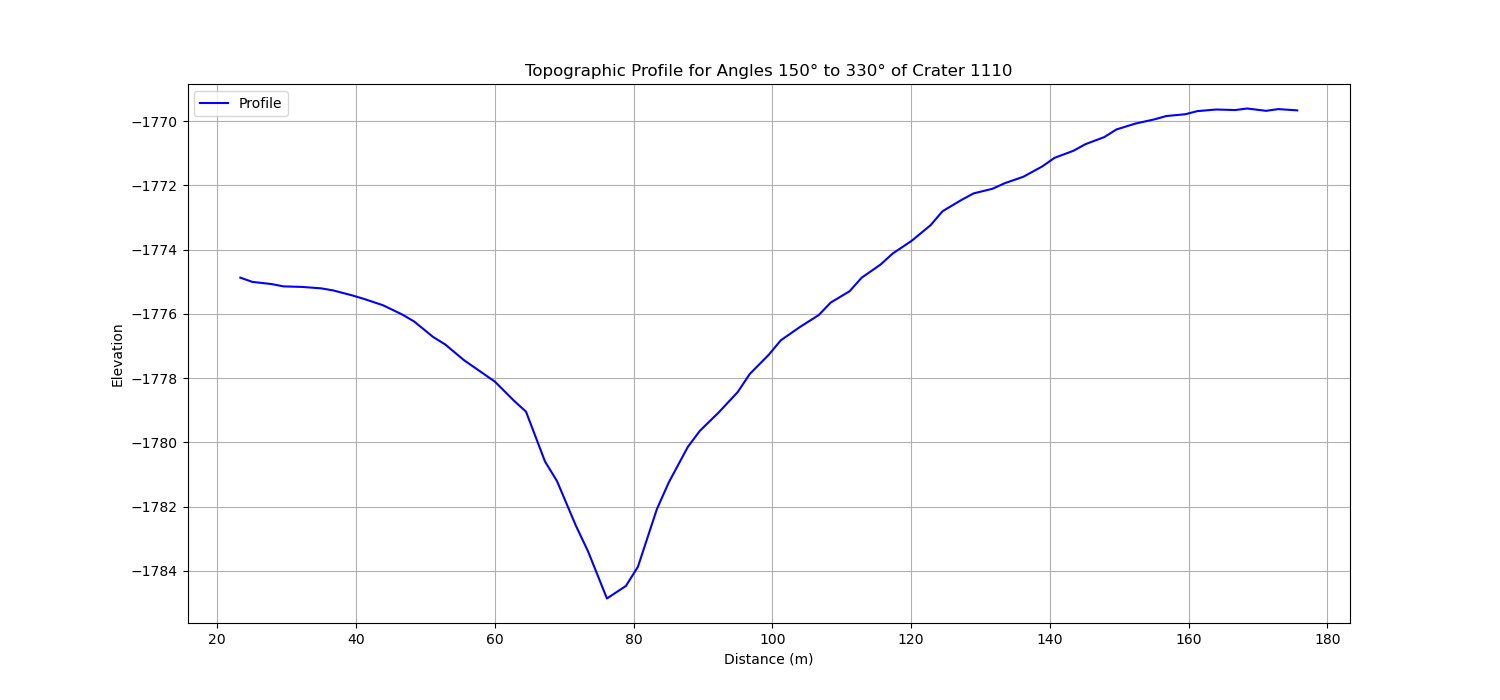 Topographic Profile for Angles 150° to 330° of Crater 1110
Profile
−1770
−1772
−1774
−1776
−1778
−1780
−1782
−1784
Elevation
20 40 60 80 100 120 140 160 180
Distance (m)